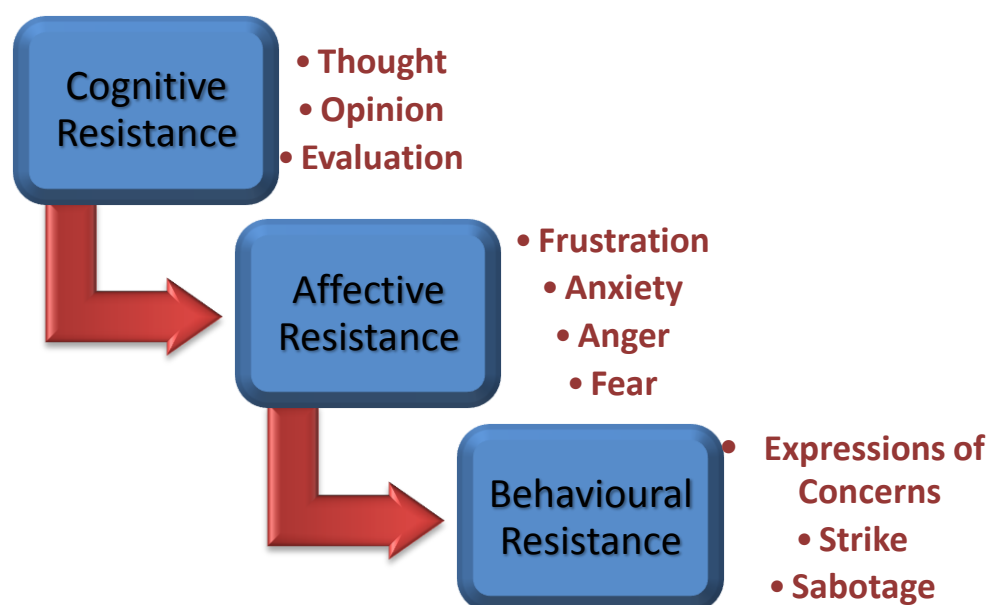 Cognitive
Resistance
• Thought
• Opinion
• Evaluation
Affective
Resistance
• Frustration
• Anxiety
• Anger
• Fear
Behavioural
Resistance
• Expressions of
Concerns
• Strike
• Sabotage